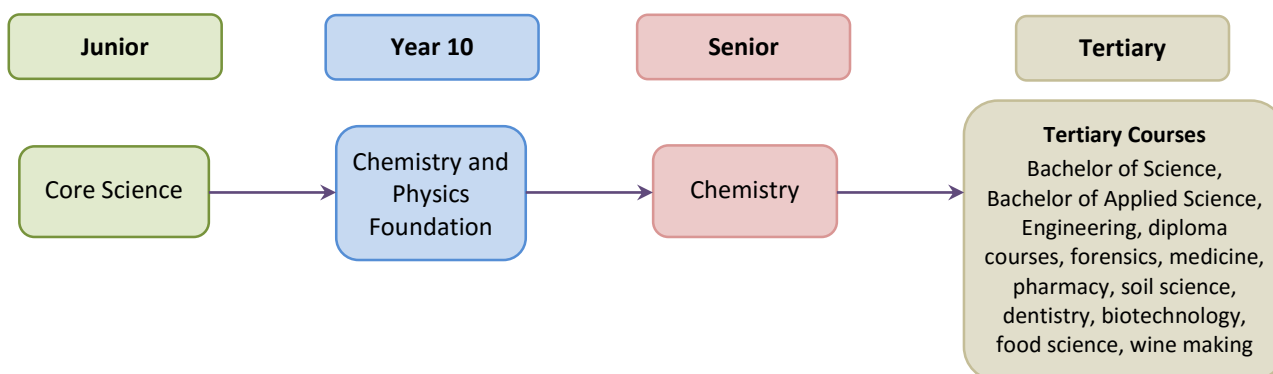 Junior
Year 10
Senior
Tertiary
Core Science
Chemistry and
Physics
Foundation
Chemistry
Tertiary Courses
Bachelor of Science,
Bachelor of Applied Science,
Engineering, diploma
courses, forensics, medicine,
pharmacy, soil science,
dentistry, biotechnology,
food science, wine making